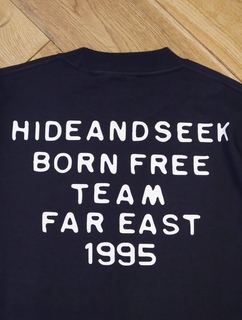 HIDEANDSEEK
BORN FREE
TEAM
FAR EAST
1995